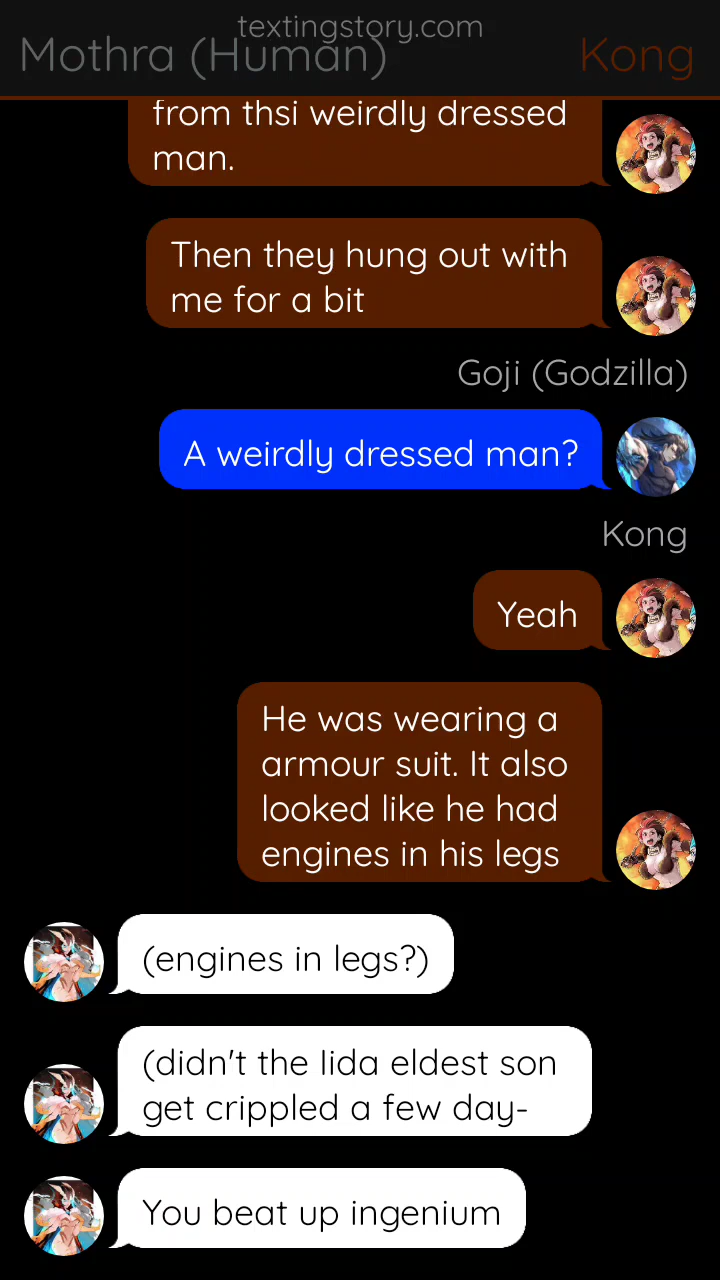 textingstory.com
Mothra (Human)
Kong
from thsi weirdly dressed
man.
Then they hung out with
me for a bit
Goji (Godzilla)
A weirdly dressed man?
Kong
Yeah
He was wearing a
armour suit. It also
looked like he had
engines in his legs
(engines in legs?)
(didn't the Iida eldest son
get crippled a few day-
You beat up ingenium